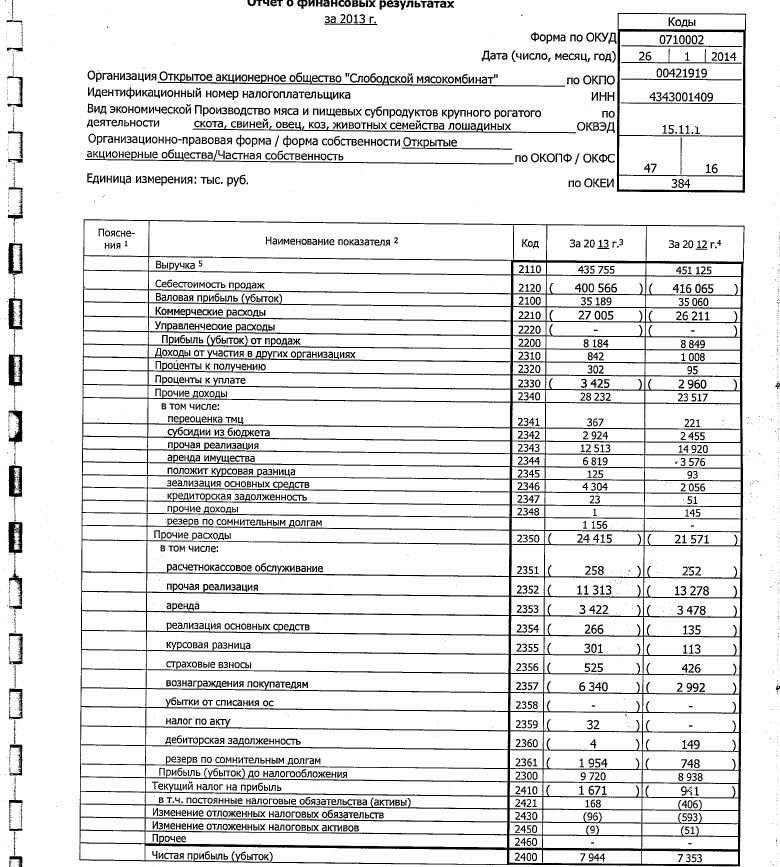 Отчет о финансовых результатах
за 2013 г.
Коды
Форма по ОКУД 0710002
Дата (число, месяц, год) 26 1 2014
Организация Открытое акционерное общество "Слободской мясокомбинат" по ОКПО 00421919
Идентификационный номер налогоплательщика ИНН 4343001409
Вид экономической Производство мяса и пищевых субпродуктов крупного рогатого по
деятельности скота, свиней, овец, коз, животных семейства лошадиных ОКВЭД 15.11.1
Организационно-правовая форма / форма собственности Открытые
акционерные общества/Частная собственность по ОКОПФ / ОКФС 47 16
Единица измерения: тыс. руб. по ОКЕИ 384
Поясне-
ния 1 Наименование показателя 2 Код За 20 13 г.3 За 20 12 г.4
Выручка 5 2110 435 755 451 125
Себестоимость продаж 2120 ( 400 566 ) ( 416 065 )
Валовая прибыль (убыток) 2100 35 189 35 060
Коммерческие расходы 2210 ( 27 005 ) ( 26 211 )
Управленческие расходы 2220 ( - ) ( - )
Прибыль (убыток) от продаж 2200 8 184 8 849
Доходы от участия в других организациях 2310 842 1 008
Проценты к получению 2320 302 95
Проценты к уплате 2330 ( 3 425 ) ( 2 960 )
Прочие доходы 2340 28 232 23 517
в том числе:
переоценка тмц 2341 367 221
субсидии из бюджета 2342 2 924 2 455
прочая реализация 2343 12 513 14 920
аренда имущества 2344 6 819 3 576
положит курсовая разница 2345 125 93
зеализация основных средств 2346 4 304 2 056
кредиторская задолженность 2347 23 51
прочие доходы 2348 1 145
резерв по сомнительным долгам 1 156 -
Прочие расходы 2350 ( 24 415 ) ( 21 571 )
в том числе:
расчетнокассовое обслуживание 2351 ( 258 ) ( 252 )
прочая реализация 2352 ( 11 313 ) ( 13 278 )
аренда 2353 ( 3 422 ) ( 3 478 )
реализация основных средств 2354 ( 266 ) ( 135 )
курсовая разница 2355 ( 301 ) ( 113 )
страховые взносы 2356 ( 525 ) ( 426 )
вознаграждения покупателям 2357 ( 6 340 ) ( 2 992 )
убытки от списания ос 2358 ( - ) ( - )
налог по акту 2359 ( 32 ) ( - )
дебиторская задолженность 2360 ( 4 ) ( 149 )
резерв по сомнительным долгам 2361 ( 1 954 ) ( 748 )
Прибыль (убыток) до налогообложения 2300 9 720 8 938
Текущий налог на прибыль 2410 ( 1 671 ) ( 941 )
в т.ч. постоянные налоговые обязательства (активы) 2421 168 (406)
Изменение отложенных налоговых обязательств 2430 (96) (593)
Изменение отложенных налоговых активов 2450 (9) (51)
Прочее 2460 - -
Чистая прибыль (убыток) 2400 7 944 7 353